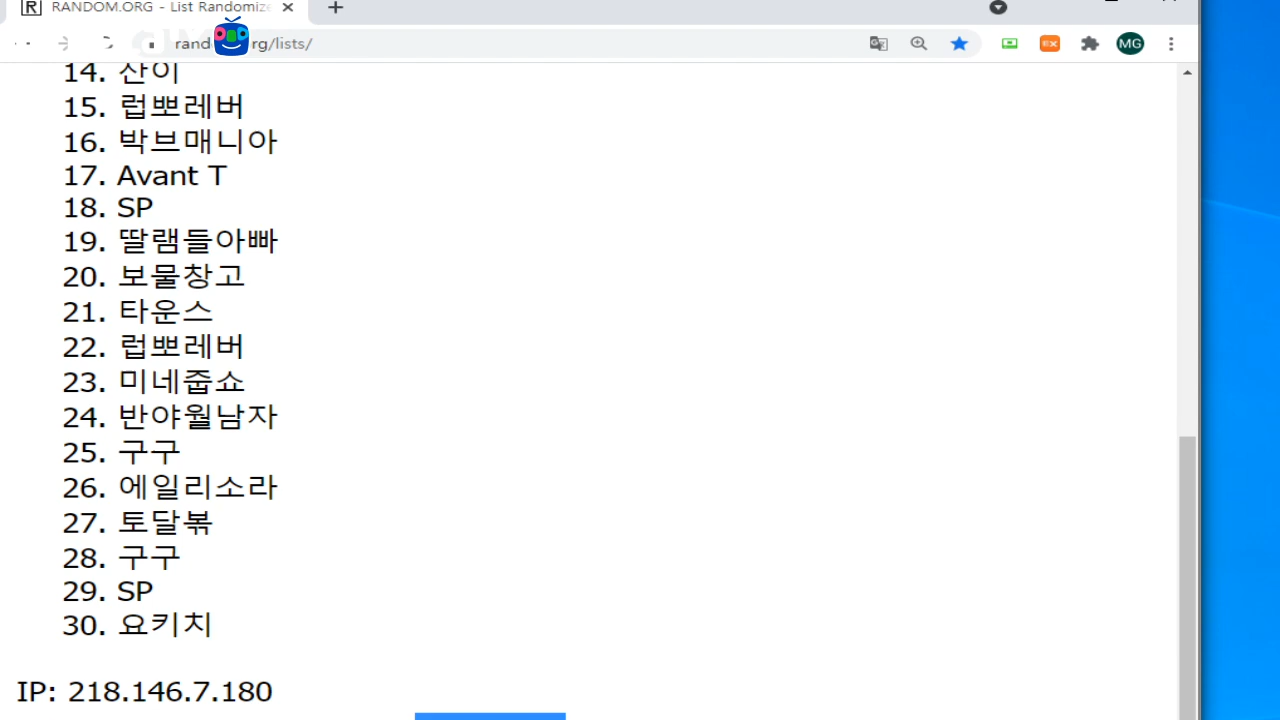 RANDOM.ORG - List Randomize
rand rg/lists/
MG
14. 산이
15. 럽뽀레버
16. 박브매니아
17. Avant T
18. SP
19. 딸램들아빠
20. 보물창고
21. 타운스
22. 럽뽀레버
23. 미네줍쇼
24. 반야월남자
25. 구구
26. 에일리소라
27. 토달볶
28. 구구
29. SP
30. 요키치
IP: 218.146.7.180